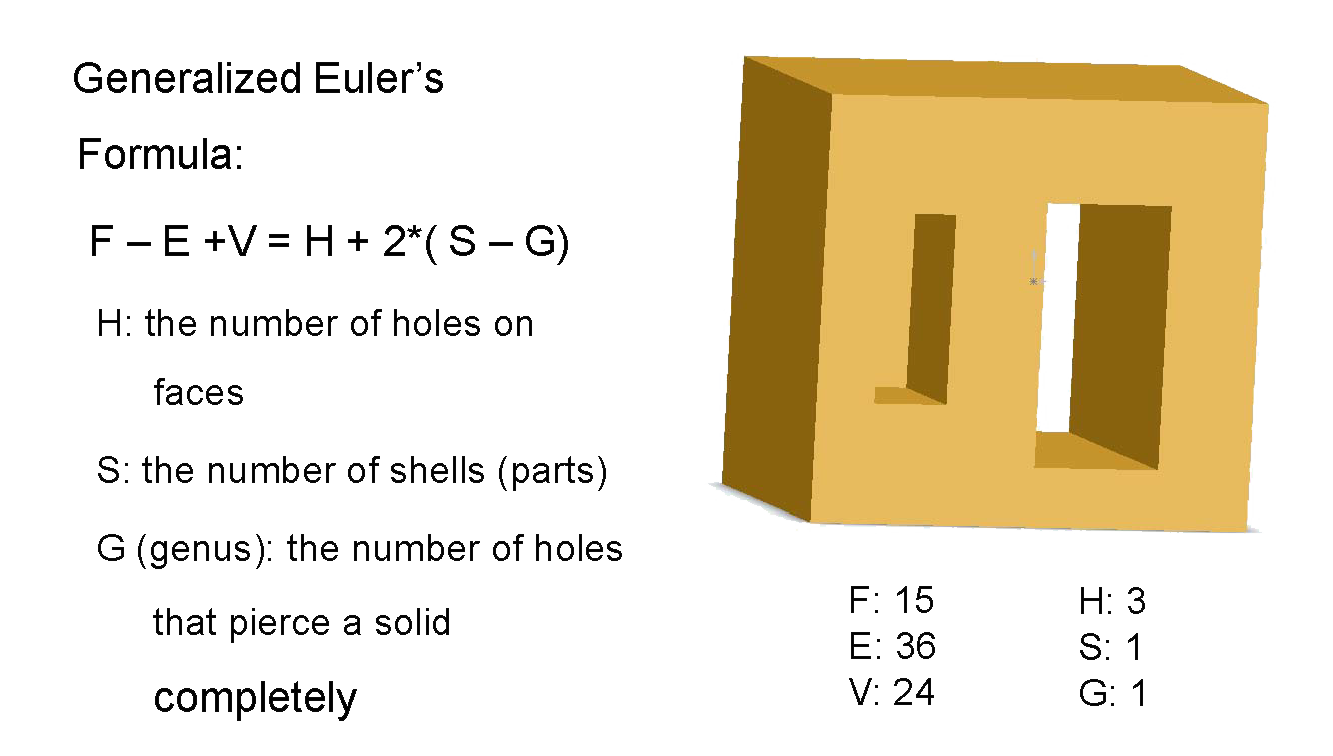 Generalized Euler’s
Formula:
F – E +V = H + 2*( S – G)
H: the number of holes on
faces
S: the number of shells (parts)
G (genus): the number of holes
that pierce a solid
completely
F: 15
E: 36
V: 24
H: 3
S: 1
G: 1